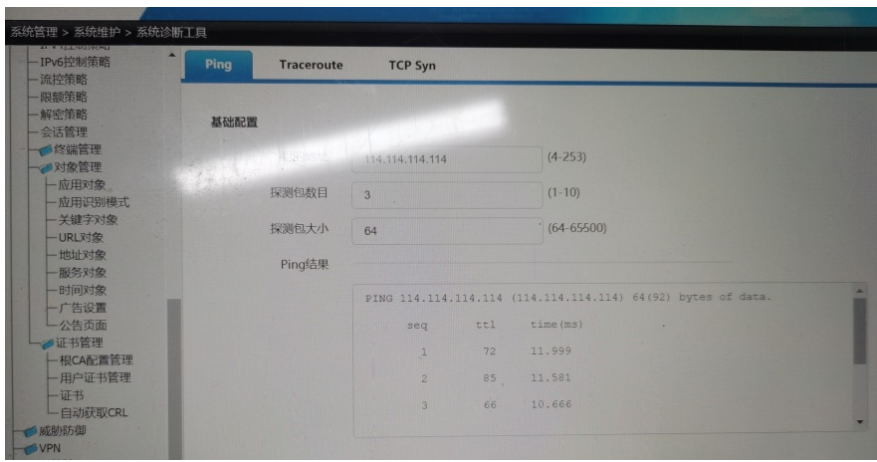 系统管理 > 系统维护 > 系统诊断工具
IPv6控制策略
流控策略
限额策略
解密策略
会话管理
终端管理
对象管理
应用对象
应用识别模式
关键字对象
URL对象
地址对象
服务对象
时间对象
广告设置
公告页面
证书管理
根CA配置管理
用户证书管理
证书
自动获取CRL
威胁防御
VPN
Ping Traceroute TCP Syn
基础配置
114.114.114.114 (4-253)
探测包数目 3 (1-10)
探测包大小 64 (64-65500)
Ping结果
PING 114.114.114.114 (114.114.114.114) 64(92) bytes of data.
seq ttl time(ms)
1 72 11.999
2 85 11.581
3 66 10.666